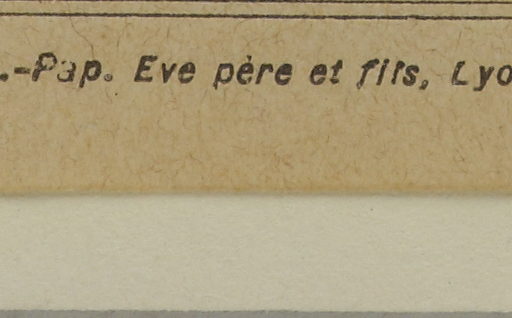 .-Pap. Eve père et fils, Lyo